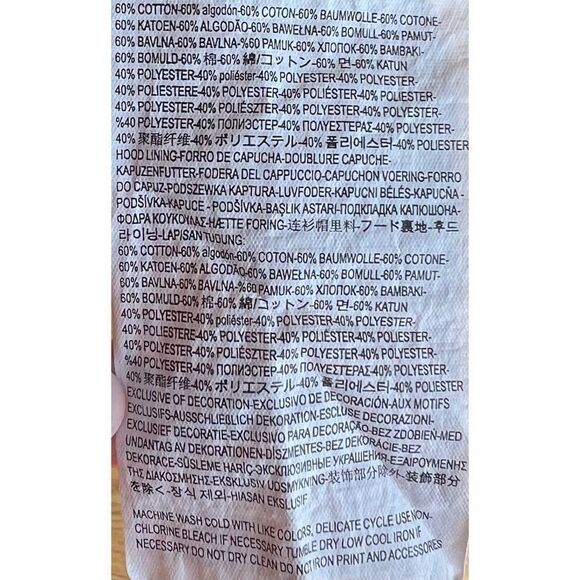 60% COTTON-60% algodón-60% COTON-60% BAUMWOLLE-60% COTONE-
60% KATOEN-60% ALGODÃO-60% BAWEŁNA-60% BOMULL-60% PAMUT-
60% BAVLNA-60% BAVLNA-%60 PAMUK-60% ХЛОПОК-60% ΒΑΜΒΑΚΙ-
60% BOMULD-60% 棉-60% 綿/コットン-60% 면-60% KATUN
40% POLYESTER-40% poliéster-40% POLYESTER-40% POLYESTER-
40% POLIESTERE-40% POLYESTER-40% POLIÉSTER-40% POLIESTER-
40% POLYESTER-40% POLIÉSZTER-40% POLYESTER-40% POLYESTER-
%40 POLYESTER-40% ПОЛИЭСТЕР-40% ΠΟΛΥΕΣΤΕΡΑΣ-40% POLYESTER-
40% 聚酯纤维-40% ポリエステル-40% 폴리에스터-40% POLIESTER
HOOD LINING-FORRO DE CAPUCHA-DOUBLURE CAPUCHE-
KAPUZENFUTTER-FODERA DEL CAPPUCCIO-CAPUCHON VOERING-FORRO
DO CAPUZ-PODSZEWKA KAPTURA-LUVFODER-KAPUCNI BÉLÉS-KAPUCŇA -
PODŠÍVKA-KAPUCE - PODŠÍVKA-BAŞLIK ASTARI-ПОДКЛАДКА КАПЮШОНА-
ΦΟΔΡΑ ΚΟΥΚΟΥΛΑΣ-HÆTTE FORING-连衫帽里料-フード裏地-후드
라이닝-LAPISAN TUDUNG:
60% COTTON-60% algodón-60% COTON-60% BAUMWOLLE-60% COTONE-
60% KATOEN-60% ALGODÃO-60% BAWEŁNA-60% BOMULL-60% PAMUT-
60% BAVLNA-60% BAVLNA-%60 PAMUK-60% ХЛОПОК-60% ΒΑΜΒΑΚΙ-
60% BOMULD-60% 棉-60% 綿/コットン-60% 면-60% KATUN
40% POLYESTER-40% poliéster-40% POLYESTER-40% POLYESTER-
40% POLIESTERE-40% POLYESTER-40% POLIÉSTER-40% POLIESTER-
40% POLYESTER-40% POLIÉSZTER-40% POLYESTER-40% POLYESTER-
%40 POLYESTER-40% ПОЛИЭСТЕР-40% ΠΟΛΥΕΣΤΕΡΑΣ-40% POLYESTER-
40% 聚酯纤维-40% ポリエステル-40% 폴리에스터-40% POLIESTER
EXCLUSIVE OF DECORATION-EXCLUSIVO DE DECORACIÓN-AUX MOTIFS
EXCLUSIFS-AUSSCHLIEßLICH DEKORATION-ESCLUSE DECORAZIONI-
EXCLUSIEF DECORATIE-EXCLUSIVO PARA DECORAÇÃO-BEZ ZDOBIEŃ-MED
UNDANTAG AV DEKORATIONEN-DÍSZMENTES-BEZ DEKORÁCIE-BEZ
DEKORACE-SÜSLEME HARİÇ-ЭКСКЛЮЗИВНЫЕ УКРАШЕНИЯ-ΕΞΑΙΡΟΥΜΕΝΗΣ
ΤΗΣ ΔΙΑΚΟΣΜΗΣΗΣ-EKSKLUSIV UDSMYKNING-装饰部分除外-装飾部分
を除く-장식 제외-HIASAN EKSLUSIF
MACHINE WASH COLD WITH LIKE COLORS, DELICATE CYCLE USE NON-
CHLORINE BLEACH IF NECESSARY TUMBLE DRY LOW COOL IRON IF
NECESSARY DO NOT DRY CLEAN DO NOT IRON PRINT AND ACCESSORES